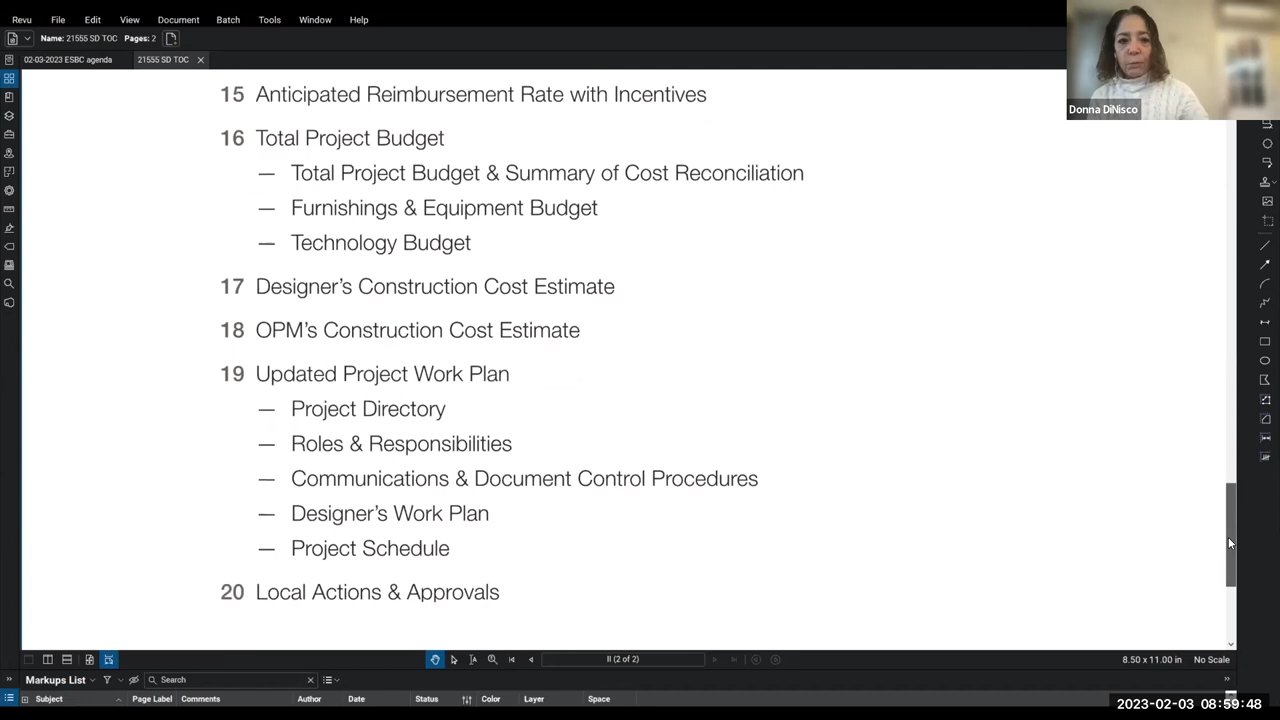 Revu File Edit View Document Batch Tools Window Help
Name: 21555 SD TOC Pages: 2
02-03-2023 ESBC agenda 21555 SD TOC
Donna DiNisco
15 Anticipated Reimbursement Rate with Incentives
16 Total Project Budget
— Total Project Budget & Summary of Cost Reconciliation
— Furnishings & Equipment Budget
— Technology Budget
17 Designer's Construction Cost Estimate
18 OPM's Construction Cost Estimate
19 Updated Project Work Plan
— Project Directory
— Roles & Responsibilities
— Communications & Document Control Procedures
— Designer's Work Plan
— Project Schedule
20 Local Actions & Approvals
II (2 of 2) 8.50 x 11.00 in No Scale
Markups List Search
Subject Page Label Comments Author Date Status Color Layer Space
2023-02-03 08:59:48